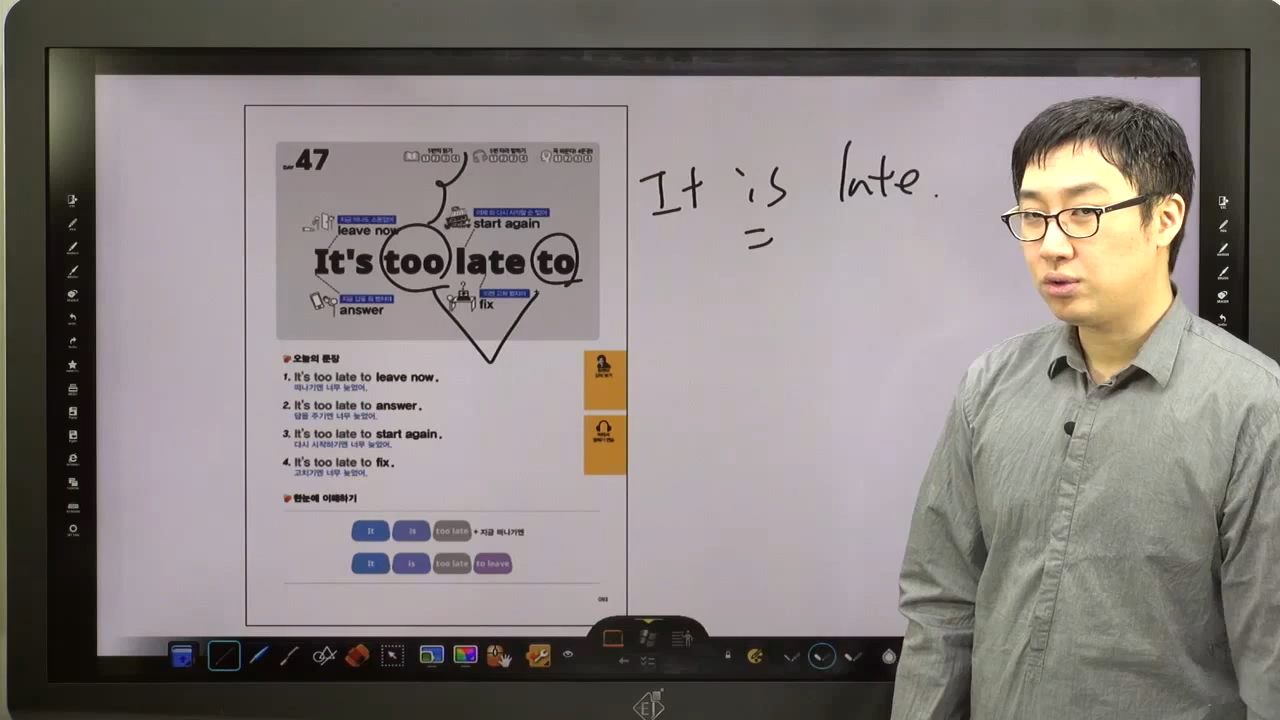 DAY 47
leave now
start again
It's too late to
answer
fix
오늘의 문장
1. It's too late to leave now.
떠나기엔 너무 늦었어.
2. It's too late to answer.
답을 주기엔 너무 늦었어.
3. It's too late to start again.
다시 시작하기엔 너무 늦었어.
4. It's too late to fix.
고치기엔 너무 늦었어.
한눈에 이해하기
It is too late + 지금 떠나기엔
It is too late to leave
093
It is late.